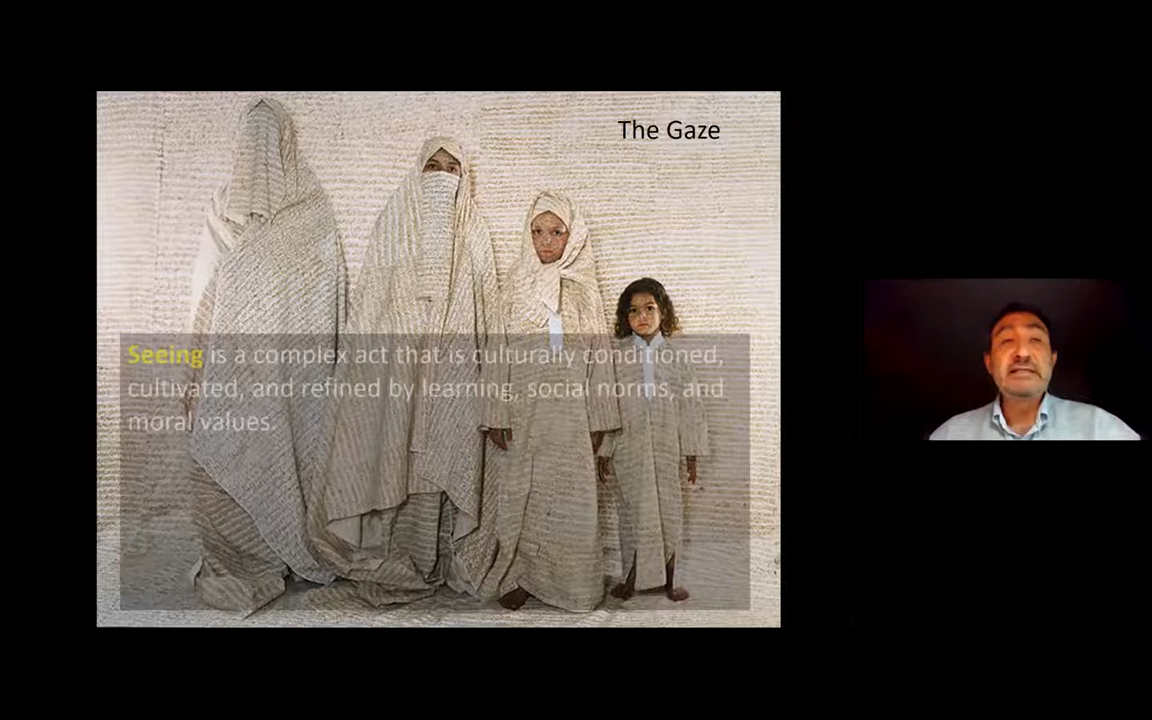 The Gaze
Seeing is a complex act that is culturally conditioned,
cultivated, and refined by learning, social norms, and
moral values.